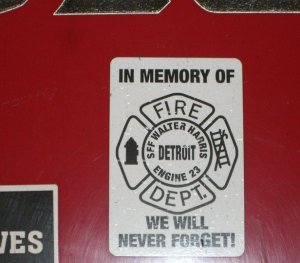 IN MEMORY OF
FIRE
SFF WALTER HARRIS
DETROIT
ENGINE 23
DEPT.
WE WILL
NEVER FORGET!
VES